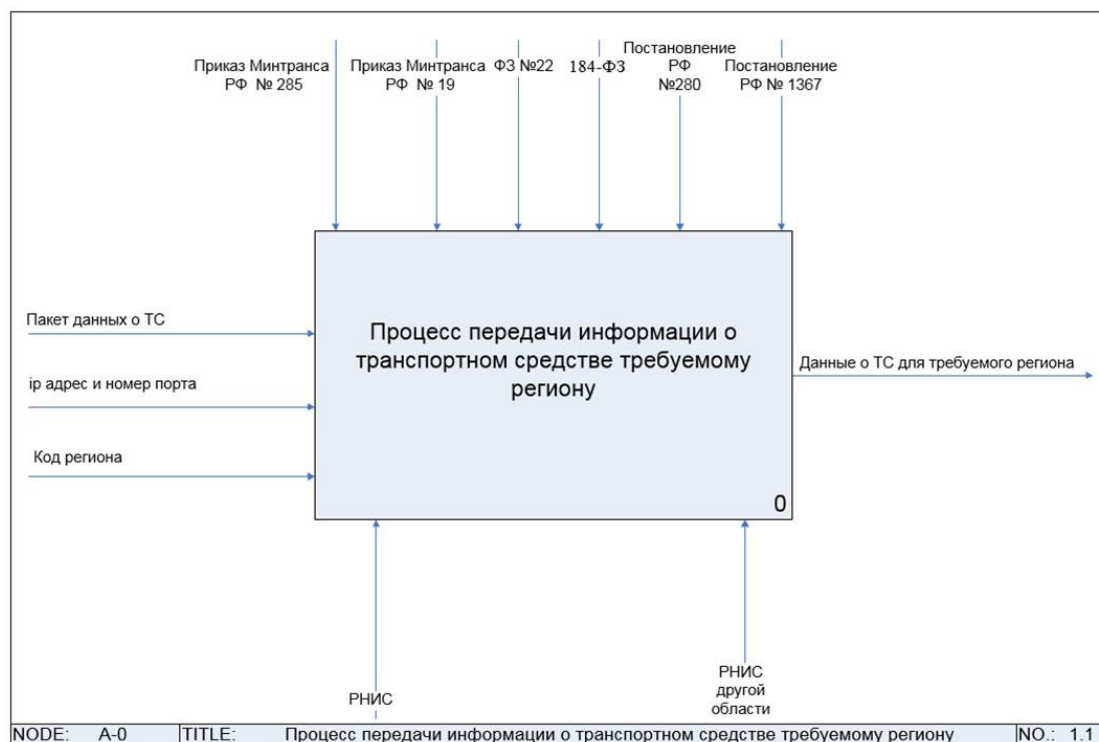 Приказ Минтранса
РФ № 285
Приказ Минтранса
РФ № 19
ФЗ №22
184-ФЗ
Постановление
РФ
№280
Постановление
РФ № 1367
Пакет данных о ТС
ip адрес и номер порта
Код региона
Процесс передачи информации о
транспортном средстве требуемому
региону
0
Данные о ТС для требуемого региона
РНИС
РНИС
другой
области
NODE: A-0 TITLE: Процесс передачи информации о транспортном средстве требуемому региону NO.: 1.1